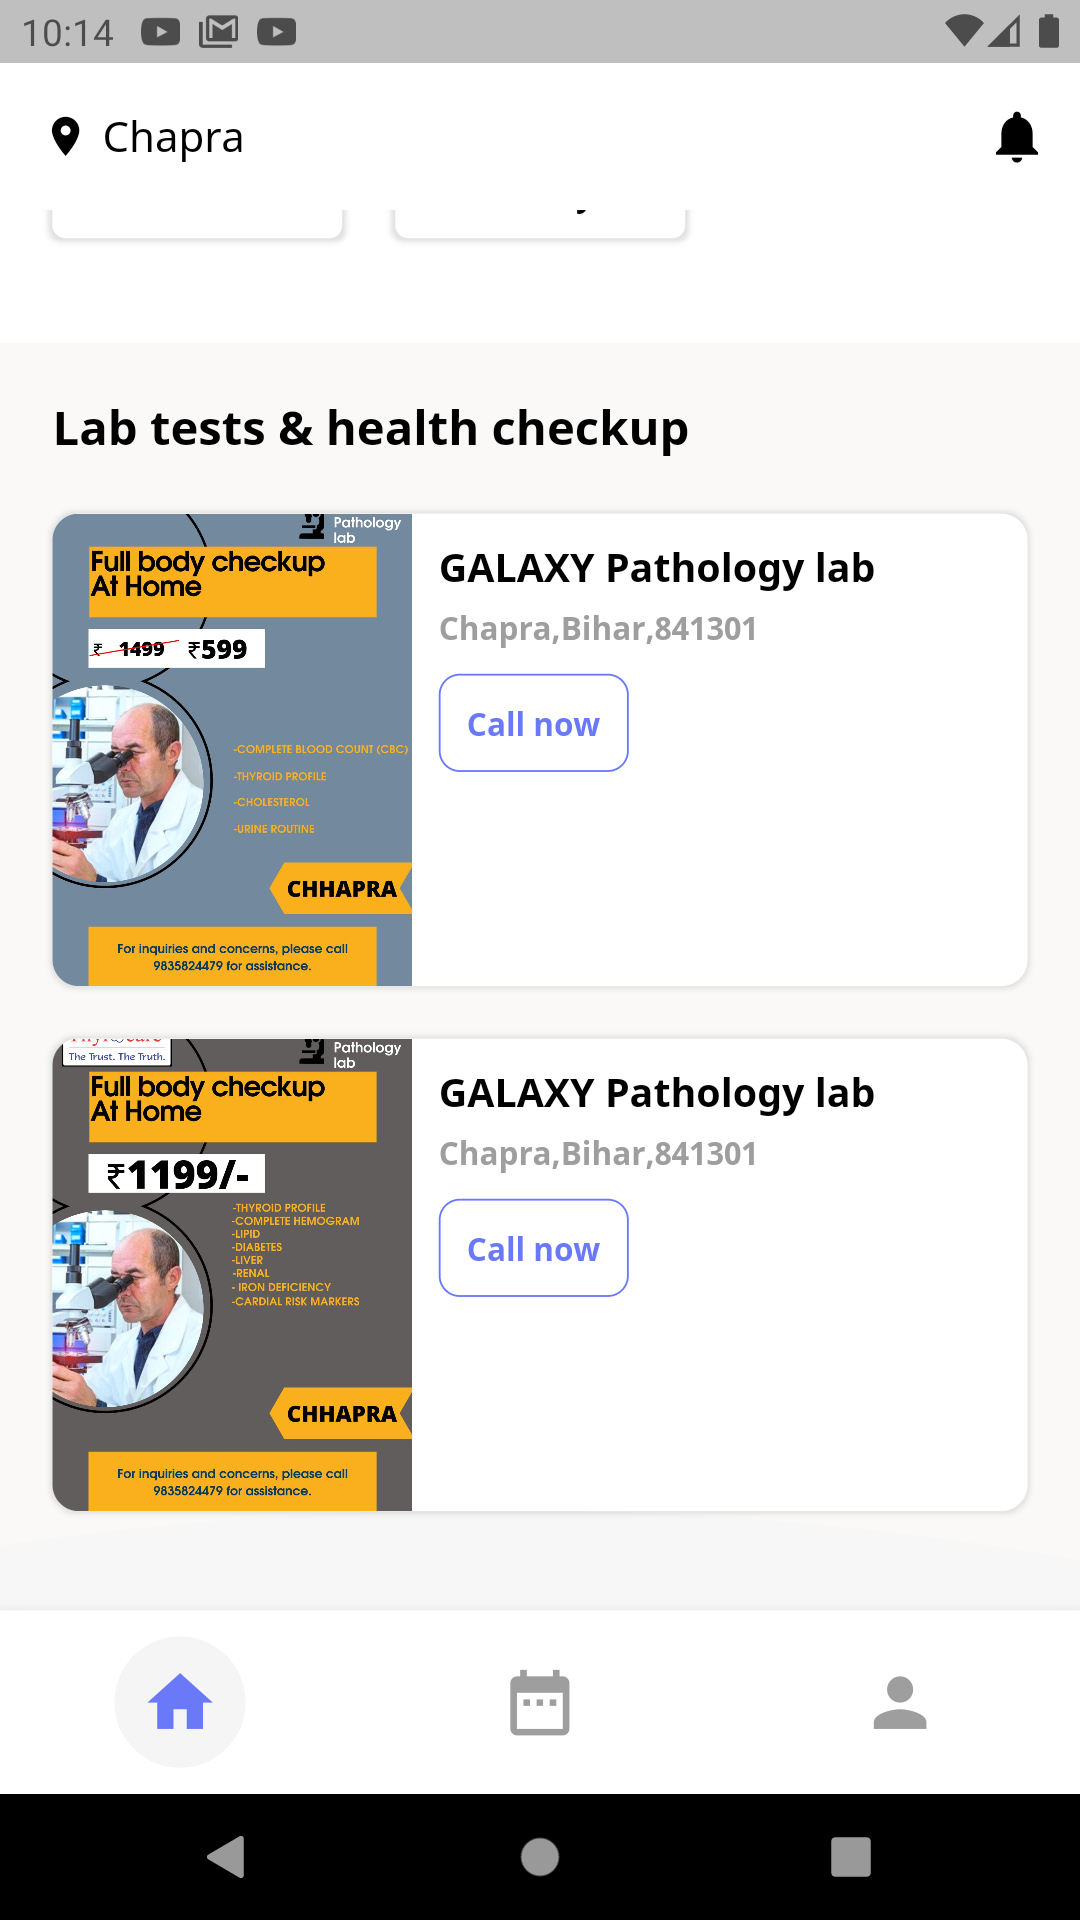 10:14
Chapra
Lab tests & health checkup
Pathology
lab
Full body checkup
At Home
₹ 1499 ₹599
-COMPLETE BLOOD COUNT (CBC)
-THYROID PROFILE
-CHOLESTEROL
-URINE ROUTINE
CHHAPRA
For inquiries and concerns, please call
9835824479 for assistance.
GALAXY Pathology lab
Chapra,Bihar,841301
Call now
The Trust. The Truth.
Pathology
lab
Full body checkup
At Home
₹1199/-
-THYROID PROFILE
-COMPLETE HEMOGRAM
-LIPID
-DIABETES
-LIVER
-RENAL
- IRON DEFICIENCY
-CARDIAL RISK MARKERS
CHHAPRA
For inquiries and concerns, please call
9835824479 for assistance.
GALAXY Pathology lab
Chapra,Bihar,841301
Call now